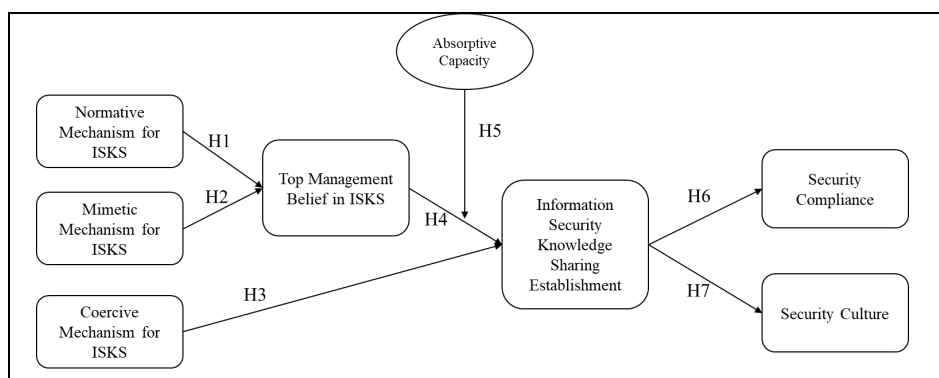 Absorptive
Capacity
Normative
Mechanism for
ISKS
H1
H5
Top Management
Belief in ISKS
H2
Mimetic
Mechanism for
ISKS
H4
Information
Security
Knowledge
Sharing
Establishment
H6
Security
Compliance
H3
Coercive
Mechanism for
ISKS
H7
Security Culture